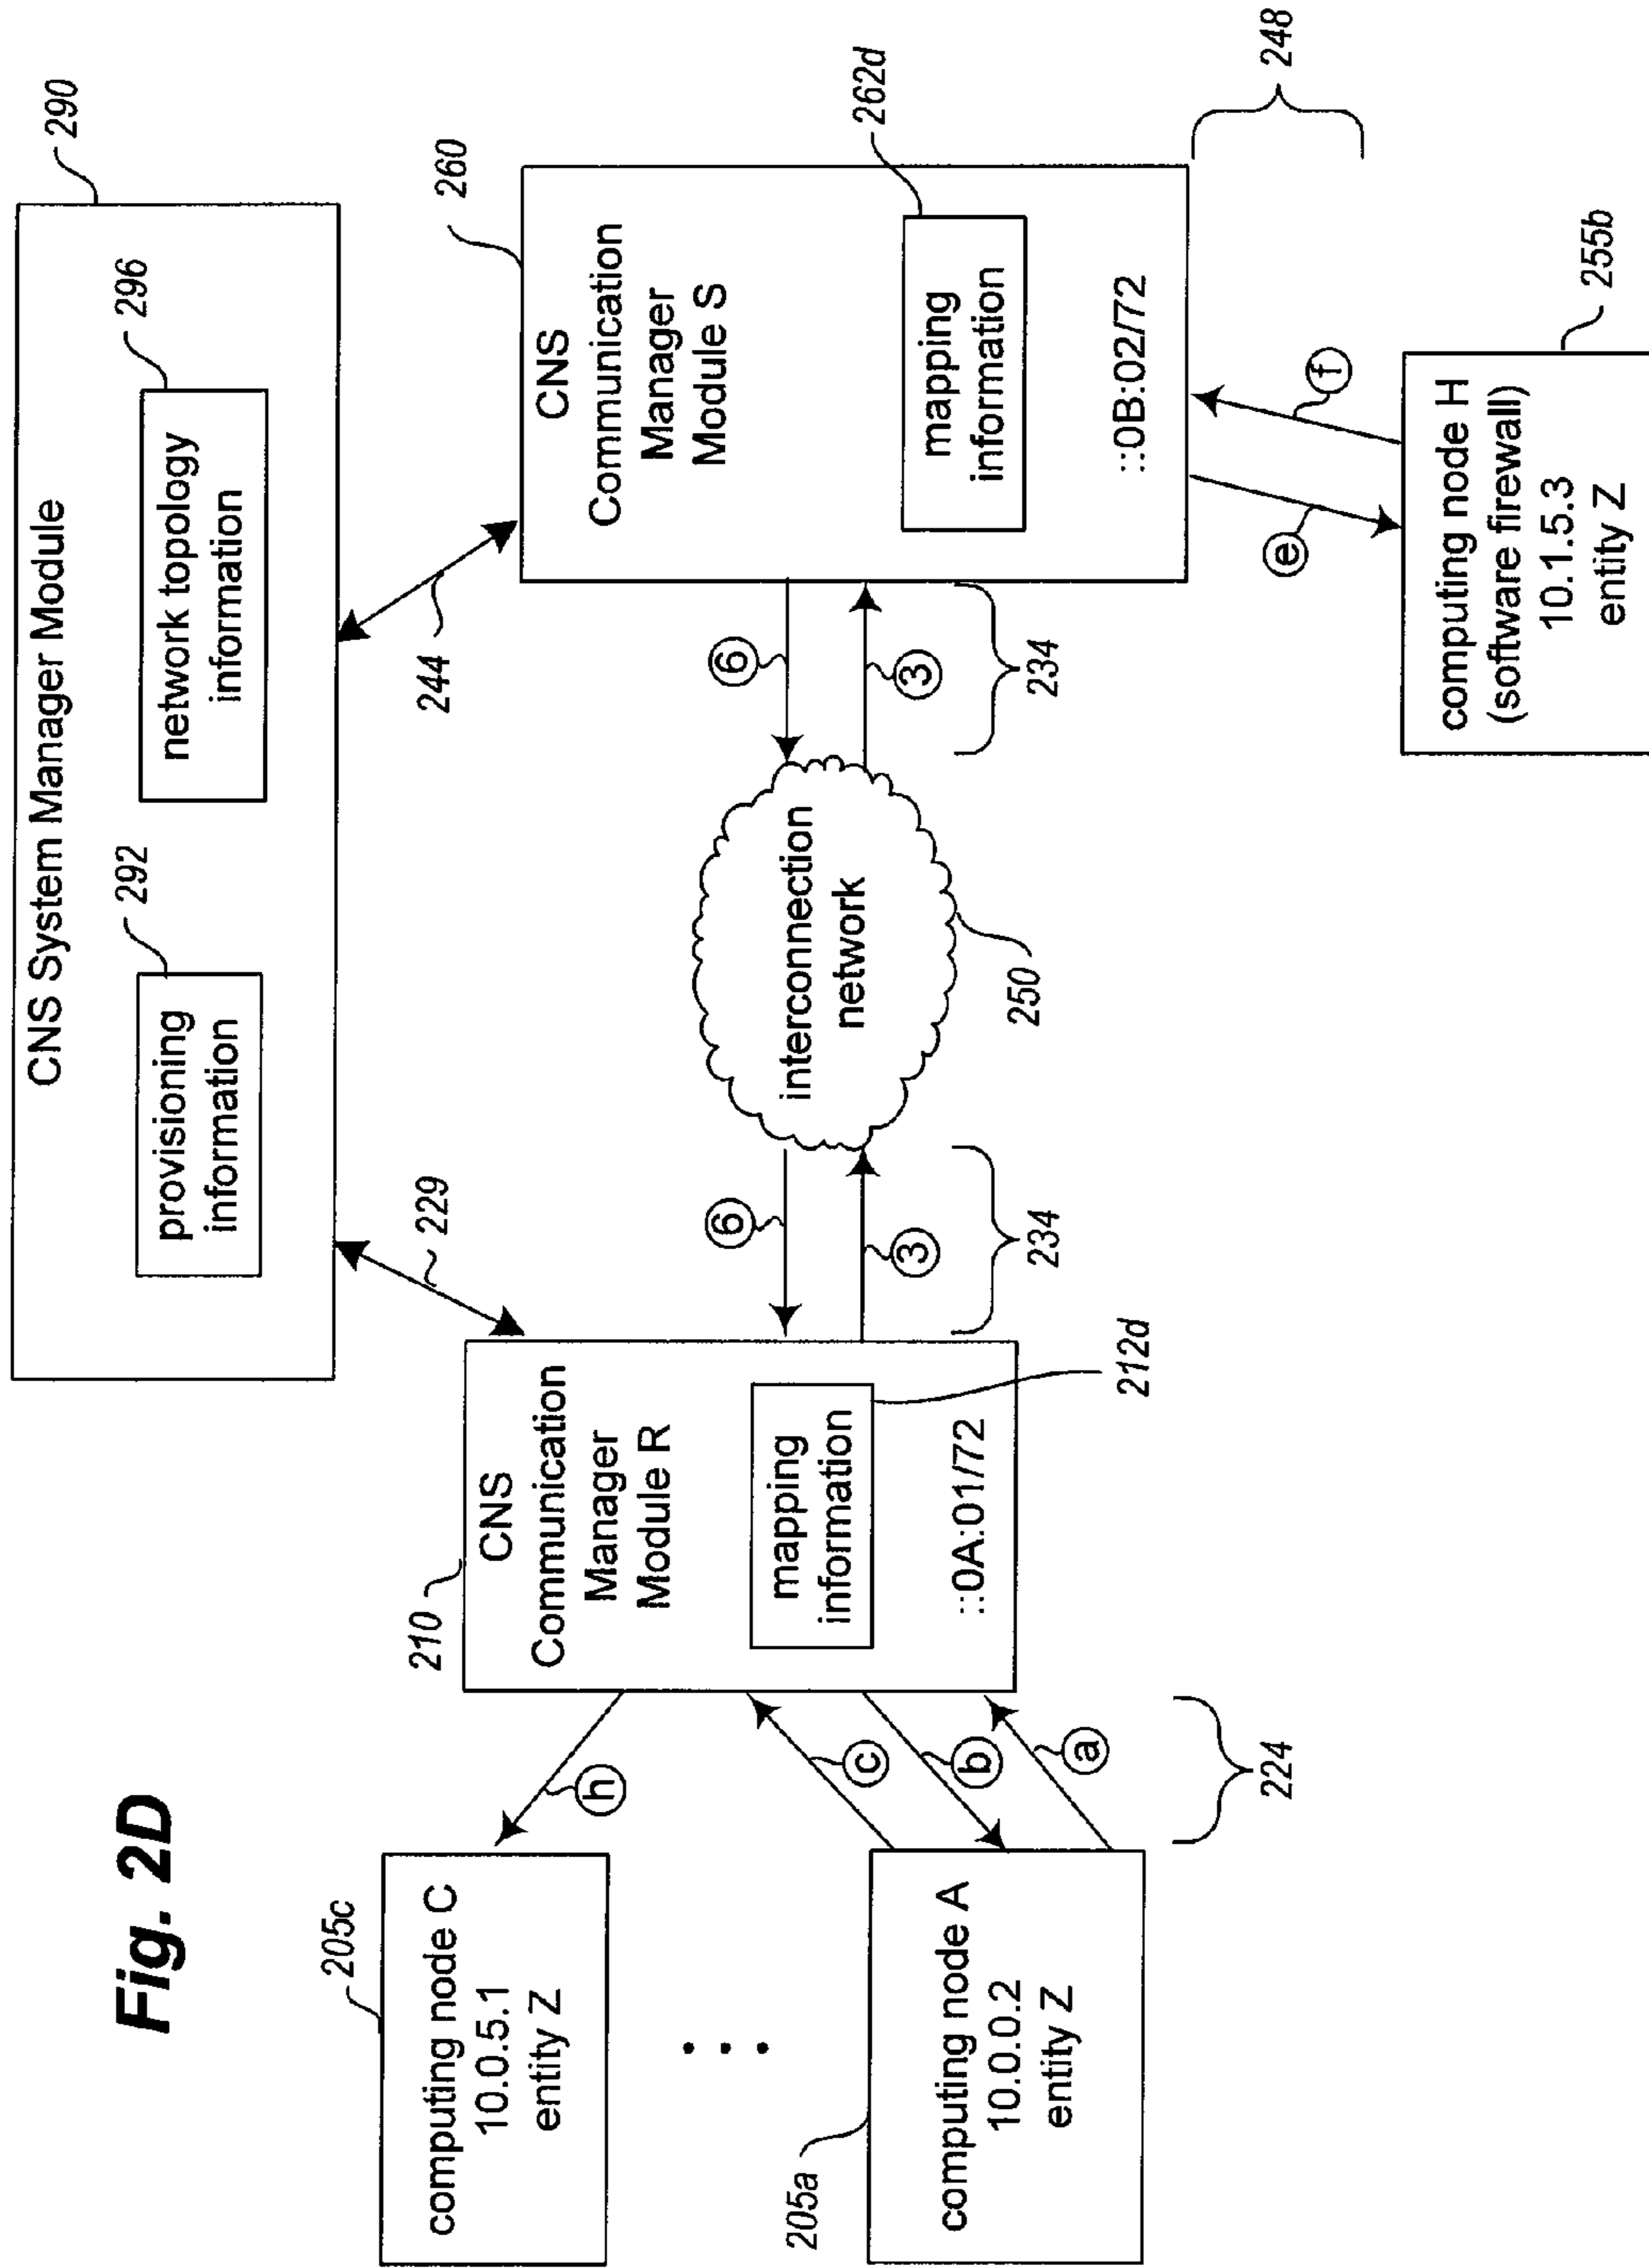 Fig. 2D
CNS System Manager Module
290
provisioning
information
292
network topology
information
296
229
244
210
CNS
Communication
Manager
Module R
mapping
information
212d
::0A:01/72
260
CNS
Communication
Manager
Module S
mapping
information
262d
::0B:02/72
6
6
3
3
234
234
interconnection
network
250
205c
computing node C
10.0.5.1
entity Z
h
c
b
a
224
205a
computing node A
10.0.0.2
entity Z
248
e
f
computing node H
(software firewall)
10.1.5.3
entity Z
255b